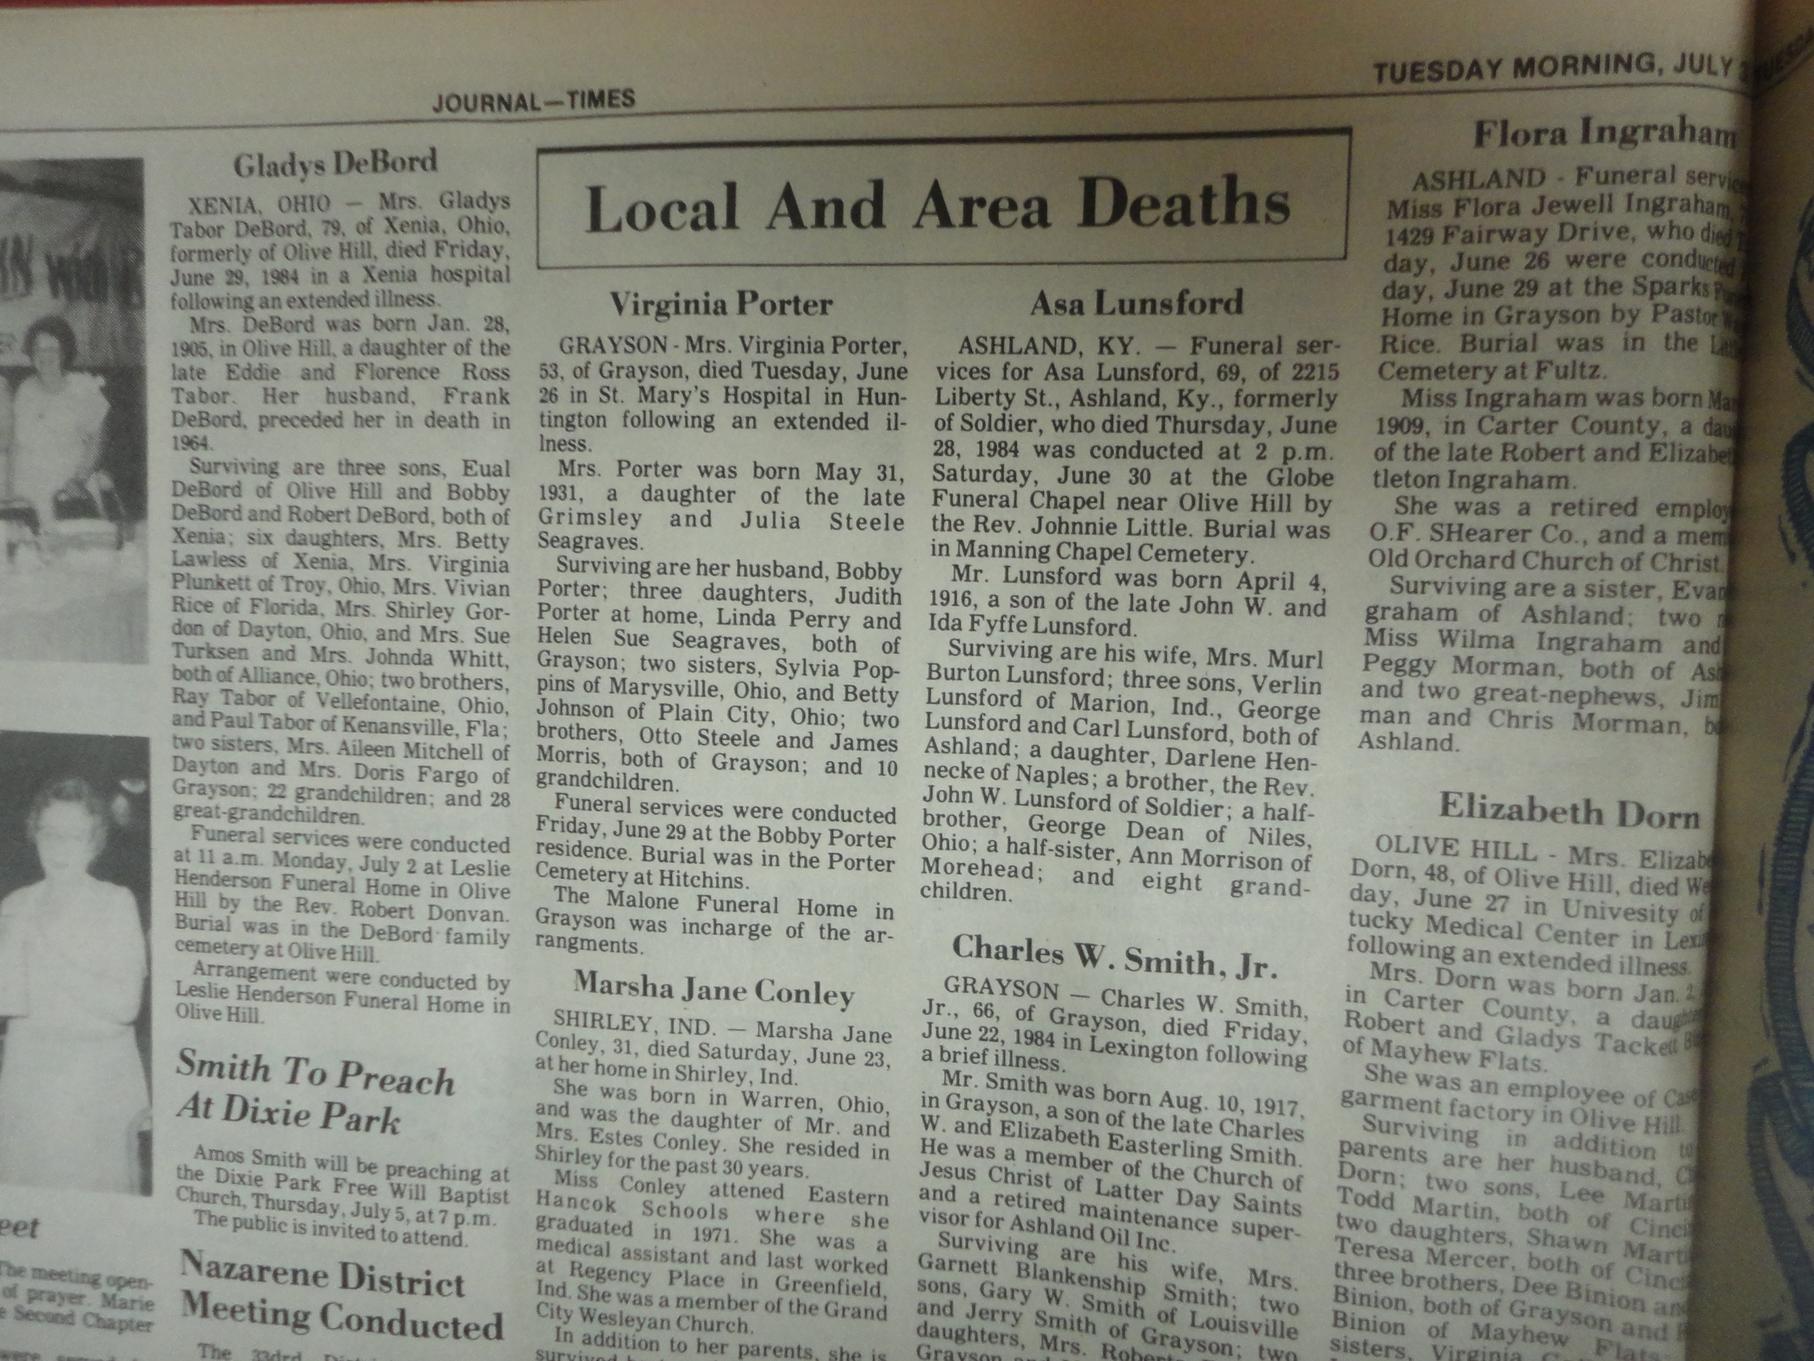 JOURNAL—TIMES
TUESDAY MORNING, JULY
Gladys DeBord
XENIA, OHIO — Mrs. Gladys
Tabor DeBord, 79, of Xenia, Ohio,
formerly of Olive Hill, died Friday,
June 29, 1984 in a Xenia hospital
following an extended illness.
Mrs. DeBord was born Jan. 28,
1905, in Olive Hill, a daughter of the
late Eddie and Florence Ross
Tabor. Her husband, Frank
DeBord, preceded her in death in
1964.
Surviving are three sons, Eual
DeBord of Olive Hill and Bobby
DeBord and Robert DeBord, both of
Xenia; six daughters, Mrs. Betty
Lawless of Xenia, Mrs. Virginia
Plunkett of Troy, Ohio, Mrs. Vivian
Rice of Florida, Mrs. Shirley Gor-
don of Dayton, Ohio, and Mrs. Sue
Turksen and Mrs. Johnda Whitt,
both of Alliance, Ohio; two brothers,
Ray Tabor of Vellefontaine, Ohio,
and Paul Tabor of Kenansville, Fla;
two sisters, Mrs. Aileen Mitchell of
Dayton and Mrs. Doris Fargo of
Grayson; 22 grandchildren; and 28
great-grandchildren.
Funeral services were conducted
at 11 a.m. Monday, July 2 at Leslie
Henderson Funeral Home in Olive
Hill by the Rev. Robert Donvan.
Burial was in the DeBord family
cemetery at Olive Hill.
Arrangement were conducted by
Leslie Henderson Funeral Home in
Olive Hill.
Smith To Preach
At Dixie Park
Amos Smith will be preaching at
the Dixie Park Free Will Baptist
Church, Thursday, July 5, at 7 p.m.
The public is invited to attend.
Nazarene District
Meeting Conducted
The 33drd
eet
The meeting open-
of prayer. Marie
Second Chapter
were
Local And Area Deaths
Virginia Porter
GRAYSON - Mrs. Virginia Porter,
53, of Grayson, died Tuesday, June
26 in St. Mary's Hospital in Hun-
tington following an extended il-
lness.
Mrs. Porter was born May 31,
1931, a daughter of the late
Grimsley and Julia Steele
Seagraves.
Surviving are her husband, Bobby
Porter; three daughters, Judith
Porter at home, Linda Perry and
Helen Sue Seagraves, both of
Grayson; two sisters, Sylvia Pop-
pins of Marysville, Ohio, and Betty
Johnson of Plain City, Ohio; two
brothers, Otto Steele and James
Morris, both of Grayson; and 10
grandchildren.
Funeral services were conducted
Friday, June 29 at the Bobby Porter
residence. Burial was in the Porter
Cemetery at Hitchins.
The Malone Funeral Home in
Grayson was incharge of the ar-
rangments.
Marsha Jane Conley
SHIRLEY, IND. — Marsha Jane
Conley, 31, died Saturday, June 23,
at her home in Shirley, Ind.
She was born in Warren, Ohio,
and was the daughter of Mr. and
Mrs. Estes Conley. She resided in
Shirley for the past 30 years.
Miss Conley attened Eastern
Hancok Schools where she
graduated in 1971. She was a
medical assistant and last worked
at Regency Place in Greenfield,
Ind. She was a member of the Grand
City Wesleyan Church.
In addition to her parents, she is
Asa Lunsford
ASHLAND, KY. — Funeral ser-
vices for Asa Lunsford, 69, of 2215
Liberty St., Ashland, Ky., formerly
of Soldier, who died Thursday, June
28, 1984 was conducted at 2 p.m.
Saturday, June 30 at the Globe
Funeral Chapel near Olive Hill by
the Rev. Johnnie Little. Burial was
in Manning Chapel Cemetery.
Mr. Lunsford was born April 4,
1916, a son of the late John W. and
Ida Fyffe Lunsford.
Surviving are his wife, Mrs. Murl
Burton Lunsford; three sons, Verlin
Lunsford of Marion, Ind., George
Lunsford and Carl Lunsford, both of
Ashland; a daughter, Darlene Hen-
necke of Naples; a brother, the Rev.
John W. Lunsford of Soldier; a half-
brother, George Dean of Niles,
Ohio; a half-sister, Ann Morrison of
Morehead; and eight grand-
children.
Charles W. Smith, Jr.
GRAYSON — Charles W. Smith,
Jr., 66, of Grayson, died Friday,
June 22, 1984 in Lexington following
a brief illness.
Mr. Smith was born Aug. 10, 1917,
in Grayson, a son of the late Charles
W. and Elizabeth Easterling Smith.
He was a member of the Church of
Jesus Christ of Latter Day Saints
and a retired maintenance super-
visor for Ashland Oil Inc.
Surviving are his wife, Mrs.
Garnett Blankenship Smith; two
sons, Gary W. Smith of Louisville
and Jerry Smith of Grayson; two
daughters, Mrs.
Grayson
Flora Ingraham
ASHLAND - Funeral
Miss Flora Jewell Ingraham,
1429 Fairway Drive, who died
day, June 26 were conducted
day, June 29 at the Sparks
Home in Grayson by Pastor
Rice. Burial was in the
Cemetery at Fultz.
Miss Ingraham was born
1909, in Carter County, a
of the late Robert and
tleton Ingraham.
She was a retired
O.F. SHearer Co., and a
Old Orchard Church of Christ.
Surviving are a sister,
graham of Ashland; two
Miss Wilma Ingraham and
Peggy Morman, both of
and two great-nephews,
man and Chris Morman,
Ashland.
Elizabeth Dorn
OLIVE HILL - Mrs.
Dorn, 48, of Olive Hill, died
day, June 27 in Univesity of
tucky Medical Center in
following an extended illness.
Mrs. Dorn was born Jan.
in Carter County, a
Robert and Gladys Tackett
of Mayhew Flats.
She was an employee of
garment factory in Olive Hill.
Surviving in addition to
parents are her husband,
Dorn; two sons, Lee
Todd Martin, both of
two daughters, Shawn
Teresa Mercer, both of
three brothers, Dee Binion
Binion, both of Grayson and
Binion of Mayhew Flats
sisters, Virginia